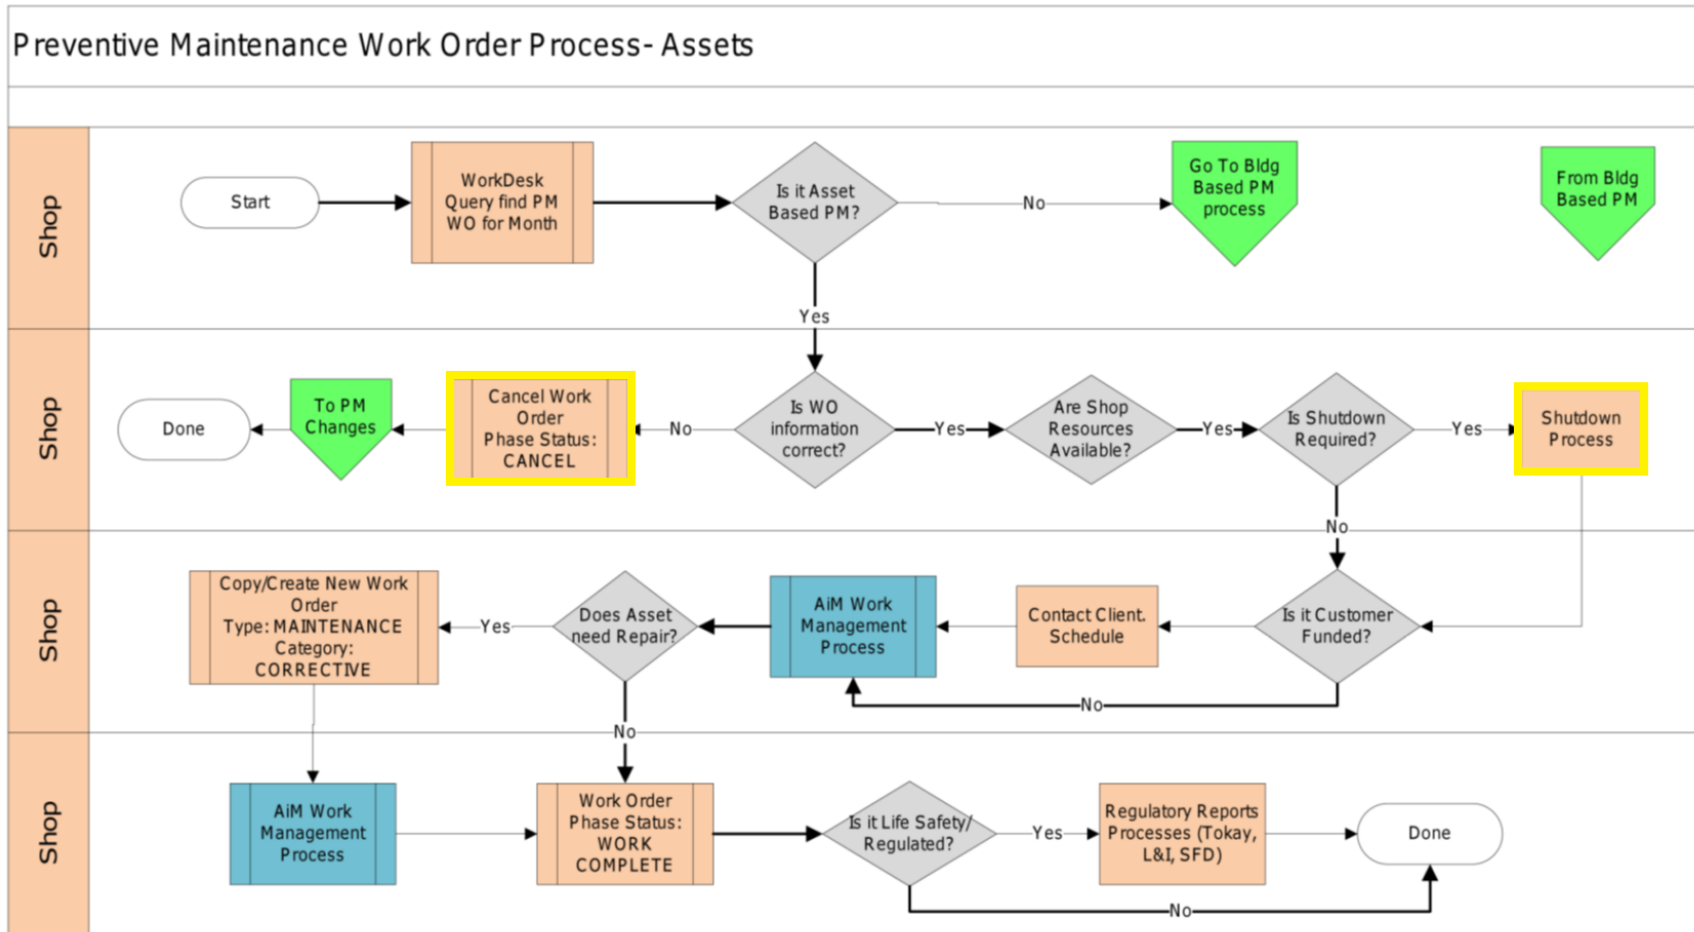 Preventive Maintenance Work Order Process- Assets
Shop
Start
WorkDesk
Query find PM
WO for Month
Is it Asset
Based PM?
No
Go To Bldg
Based PM
process
From Bldg
Based PM
Yes
Shop
Done
To PM
Changes
Cancel Work
Order
Phase Status:
CANCEL
No
Is WO
information
correct?
Yes
Are Shop
Resources
Available?
Yes
Is Shutdown
Required?
Yes
Shutdown
Process
No
Shop
Copy/Create New Work
Order
Type: MAINTENANCE
Category:
CORRECTIVE
Yes
Does Asset
need Repair?
AiM Work
Management
Process
Contact Client.
Schedule
Is it Customer
Funded?
No
No
Shop
AiM Work
Management
Process
Work Order
Phase Status:
WORK
COMPLETE
Is it Life Safety/
Regulated?
Yes
Regulatory Reports
Processes (Tokay,
L&I, SFD)
Done
No